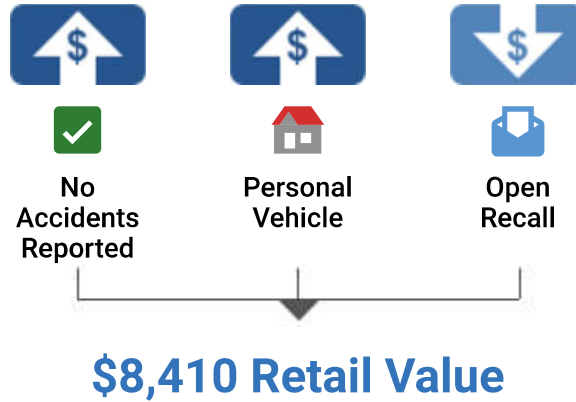 $ $ $
No
Accidents
Reported
Personal
Vehicle
Open
Recall
$8,410 Retail Value